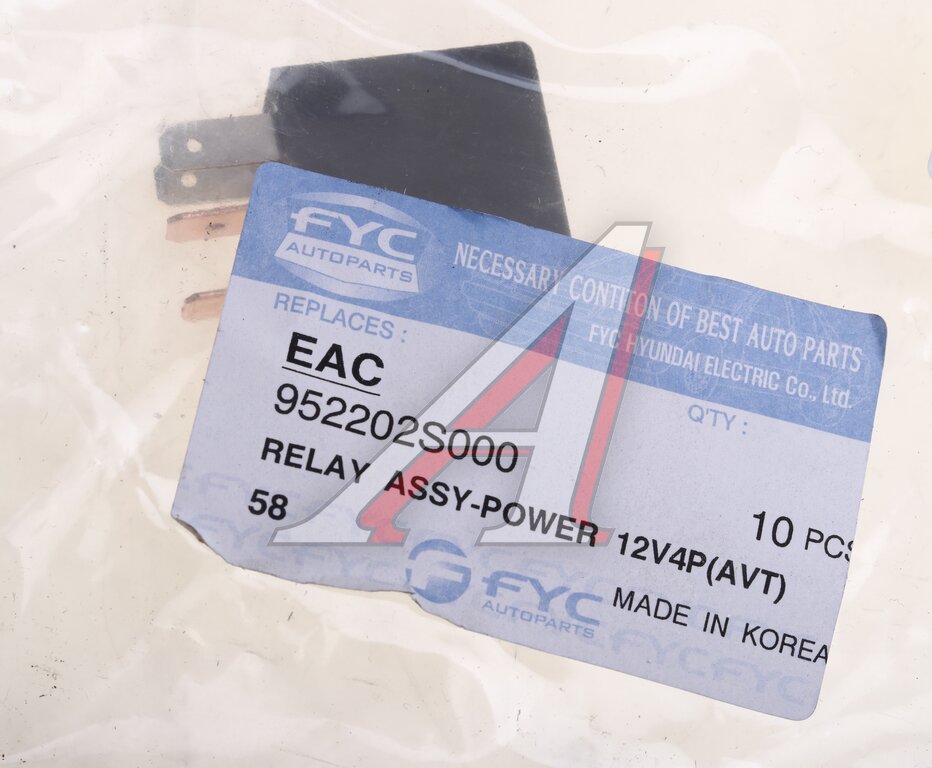 FYC
AUTOPARTS
NECESSARY CONTITON OF BEST AUTO PARTS
FYC HYUNDAI ELECTRIC Co., Ltd.
REPLACES :
Q'TY :
EAC
952202S000
RELAY ASSY-POWER 12V4P(AVT)
58
10 PCS
FYC
AUTOPARTS
MADE IN KOREA
FYCFYC